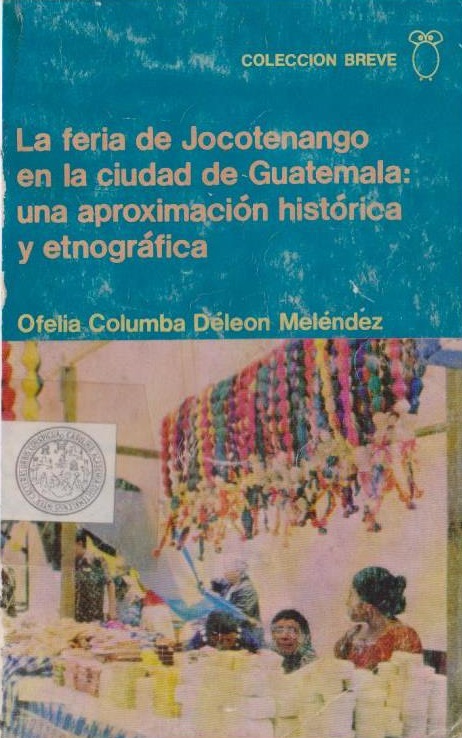 COLECCION BREVE
La feria de Jocotenango
en la ciudad de Guatemala:
una aproximación histórica
y etnográfica
Ofelia Columba Déleon Meléndez